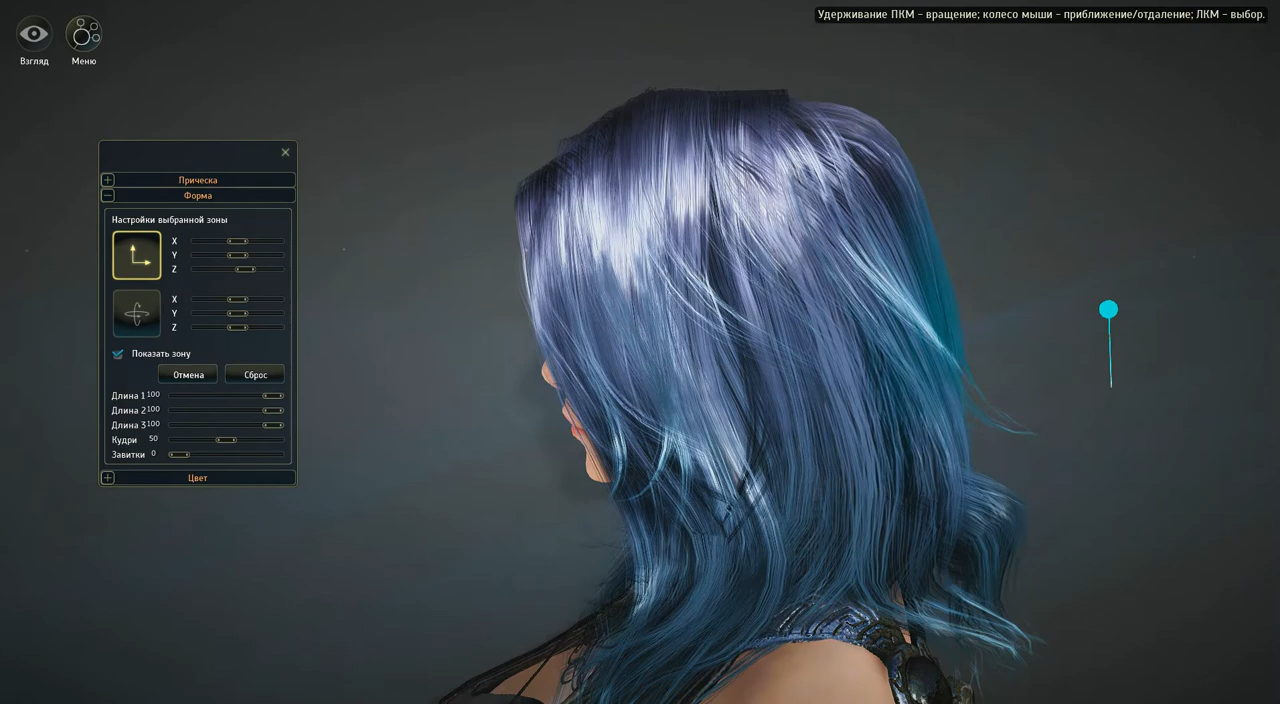 Удерживание ПКМ - вращение; колесо мыши - приближение/отдаление; ЛКМ - выбор.
Взгляд Меню
Прическа
Форма
Настройки выбранной зоны
X
Y
Z
X
Y
Z
Показать зону
Отмена Сброс
Длина 1 100
Длина 2 100
Длина 3 100
Кудри 50
Завитки 0
Цвет